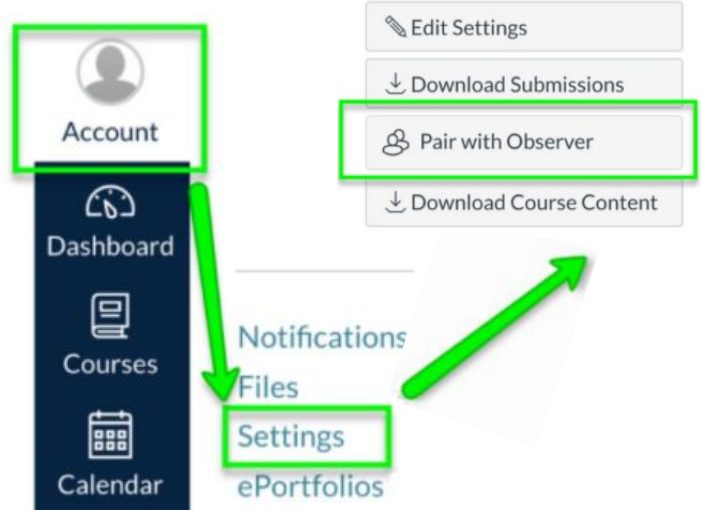 Account
Dashboard
Courses
Calendar
Notifications
Files
Settings
ePortfolios
Edit Settings
Download Submissions
Pair with Observer
Download Course Content